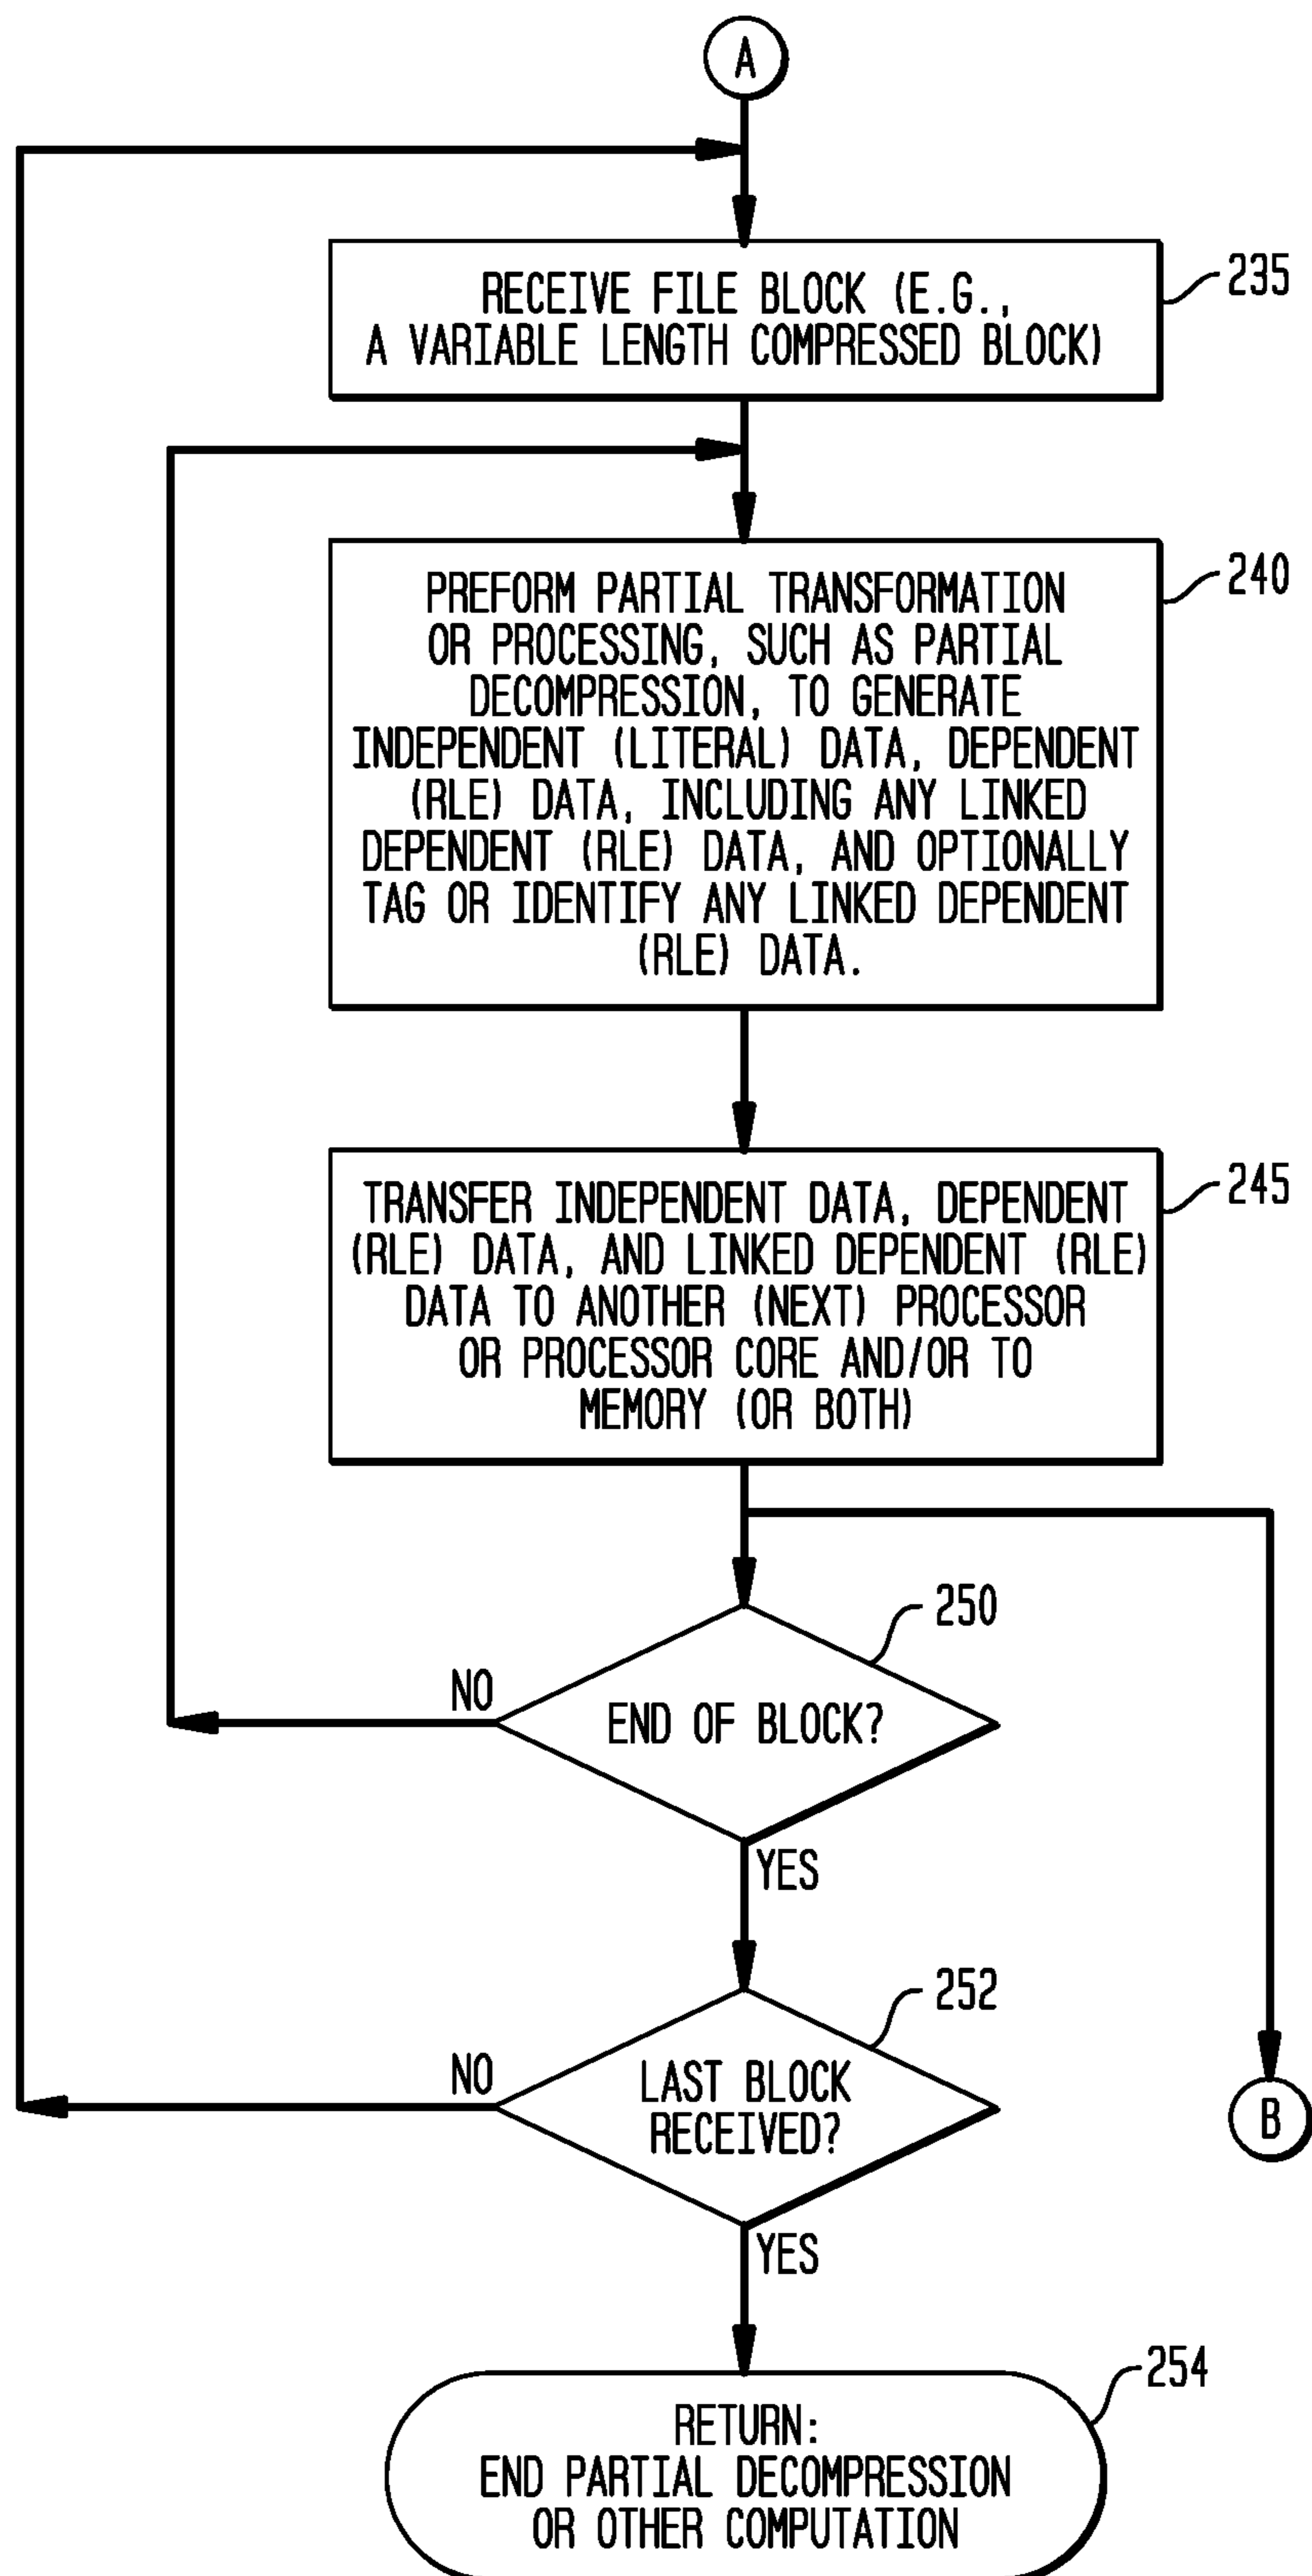 A
RECEIVE FILE BLOCK (E.G.,
A VARIABLE LENGTH COMPRESSED BLOCK)
235
PREFORM PARTIAL TRANSFORMATION
OR PROCESSING, SUCH AS PARTIAL
DECOMPRESSION, TO GENERATE
INDEPENDENT (LITERAL) DATA, DEPENDENT
(RLE) DATA, INCLUDING ANY LINKED
DEPENDENT (RLE) DATA, AND OPTIONALLY
TAG OR IDENTIFY ANY LINKED DEPENDENT
(RLE) DATA.
240
TRANSFER INDEPENDENT DATA, DEPENDENT
(RLE) DATA, AND LINKED DEPENDENT (RLE)
DATA TO ANOTHER (NEXT) PROCESSOR
OR PROCESSOR CORE AND/OR TO
MEMORY (OR BOTH)
245
250
NO
END OF BLOCK?
YES
252
NO
LAST BLOCK
RECEIVED?
B
YES
254
RETURN:
END PARTIAL DECOMPRESSION
OR OTHER COMPUTATION